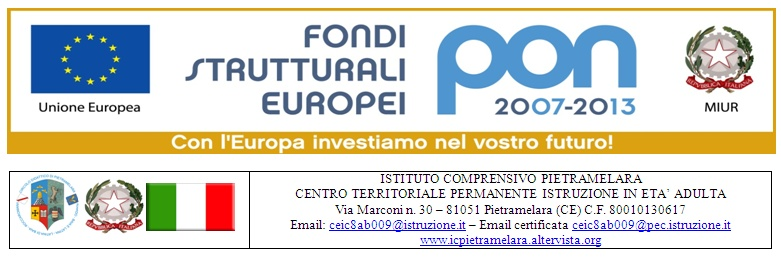 FONDI
STRUTTURALI
EUROPEI
pon
2007-2013
Unione Europea
MIUR
Con l'Europa investiamo nel vostro futuro!
ISTITUTO COMPRENSIVO PIETRAMELARA
CENTRO TERRITORIALE PERMANENTE ISTRUZIONE IN ETA' ADULTA
Via Marconi n. 30 – 81051 Pietramelara (CE) C.F. 80010130617
Email: ceic8ab009@istruzione.it – Email certificata ceic8ab009@pec.istruzione.it
www.icpietramelara.altervista.org